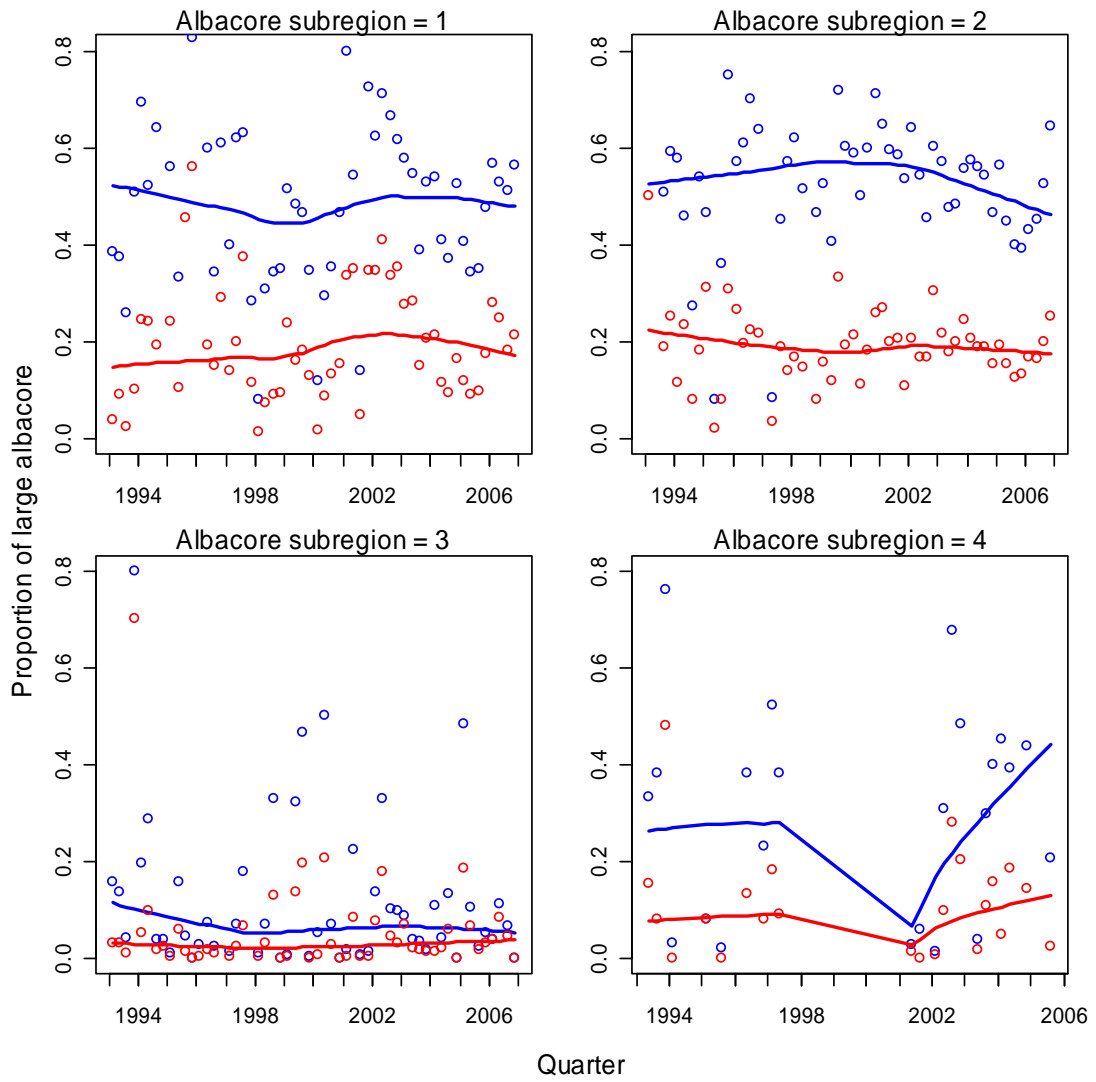 Albacore subregion = 1
Albacore subregion = 2
0.8
0.6
0.4
0.2
0.0
1994 1998 2002 2006
0.8
0.6
0.4
0.2
0.0
1994 1998 2002 2006
Albacore subregion = 3
Albacore subregion = 4
0.8
0.6
0.4
0.2
0.0
1994 1998 2002 2006
0.8
0.6
0.4
0.2
0.0
1994 1998 2002 2006
Proportion of large albacore
Quarter